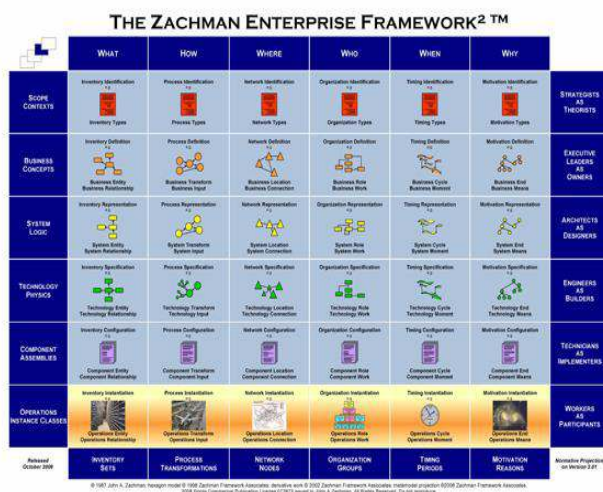 THE ZACHMAN ENTERPRISE FRAMEWORK² ™
WHAT HOW WHERE WHO WHEN WHY
SCOPE CONTEXTS
Inventory Identification Process Identification Network Identification Organization Identification Timing Identification Motivation Identification
e.g. e.g. e.g. e.g. e.g. e.g.
Inventory Types Process Types Network Types Organization Types Timing Types Motivation Types
STRATEGISTS AS THEORISTS
BUSINESS CONCEPTS
Inventory Definition Process Definition Network Definition Organization Definition Timing Definition Motivation Definition
e.g. e.g. e.g. e.g. e.g. e.g.
Business Entity Business Transform Business Location Business Role Business Cycle Business End
Business Relationship Business Input Business Connection Business Work Business Moment Business Means
EXECUTIVE LEADERS AS OWNERS
SYSTEM LOGIC
Inventory Representation Process Representation Network Representation Organization Representation Timing Representation Motivation Representation
e.g. e.g. e.g. e.g. e.g. e.g.
System Entity System Transform System Location System Role System Cycle System End
System Relationship System Input System Connection System Work System Moment System Means
ARCHITECTS AS DESIGNERS
TECHNOLOGY PHYSICS
Inventory Specification Process Specification Network Specification Organization Specification Timing Specification Motivation Specification
e.g. e.g. e.g. e.g. e.g. e.g.
Technology Entity Technology Transform Technology Location Technology Role Technology Cycle Technology End
Technology Relationship Technology Input Technology Connection Technology Work Technology Moment Technology Means
ENGINEERS AS BUILDERS
COMPONENT ASSEMBLIES
Inventory Configuration Process Configuration Network Configuration Organization Configuration Timing Configuration Motivation Configuration
e.g. e.g. e.g. e.g. e.g. e.g.
Component Entity Component Transform Component Location Component Role Component Cycle Component End
Component Relationship Component Input Component Connection Component Work Component Moment Component Means
TECHNICIANS AS IMPLEMENTERS
OPERATIONS INSTANCE CLASSES
Inventory Instantiation Process Instantiation Network Instantiation Organization Instantiation Timing Instantiation Motivation Instantiation
e.g. e.g. e.g. e.g. e.g. e.g.
Operations Entity Operations Transform Operations Location Operations Role Operations Cycle Operations End
Operations Relationship Operations Input Operations Connection Operations Work Operations Moment Operations Means
WORKERS AS PARTICIPANTS
Released
October 2009
INVENTORY SETS PROCESS TRANSFORMATIONS NETWORK NODES ORGANIZATION GROUPS TIMING PERIODS MOTIVATION REASONS
Normative Projection
on Version 2.01